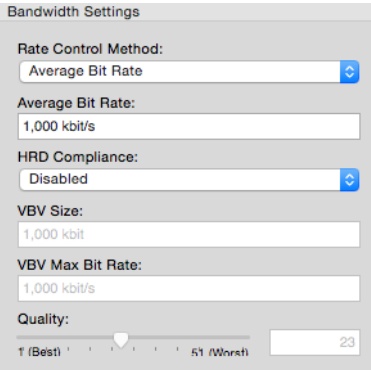 Bandwidth Settings
Rate Control Method:
Average Bit Rate
Average Bit Rate:
1,000 kbit/s
HRD Compliance:
Disabled
VBV Size:
1,000 kbit
VBV Max Bit Rate:
1,000 kbit/s
Quality:
23
1 (Best) 51 (Worst)